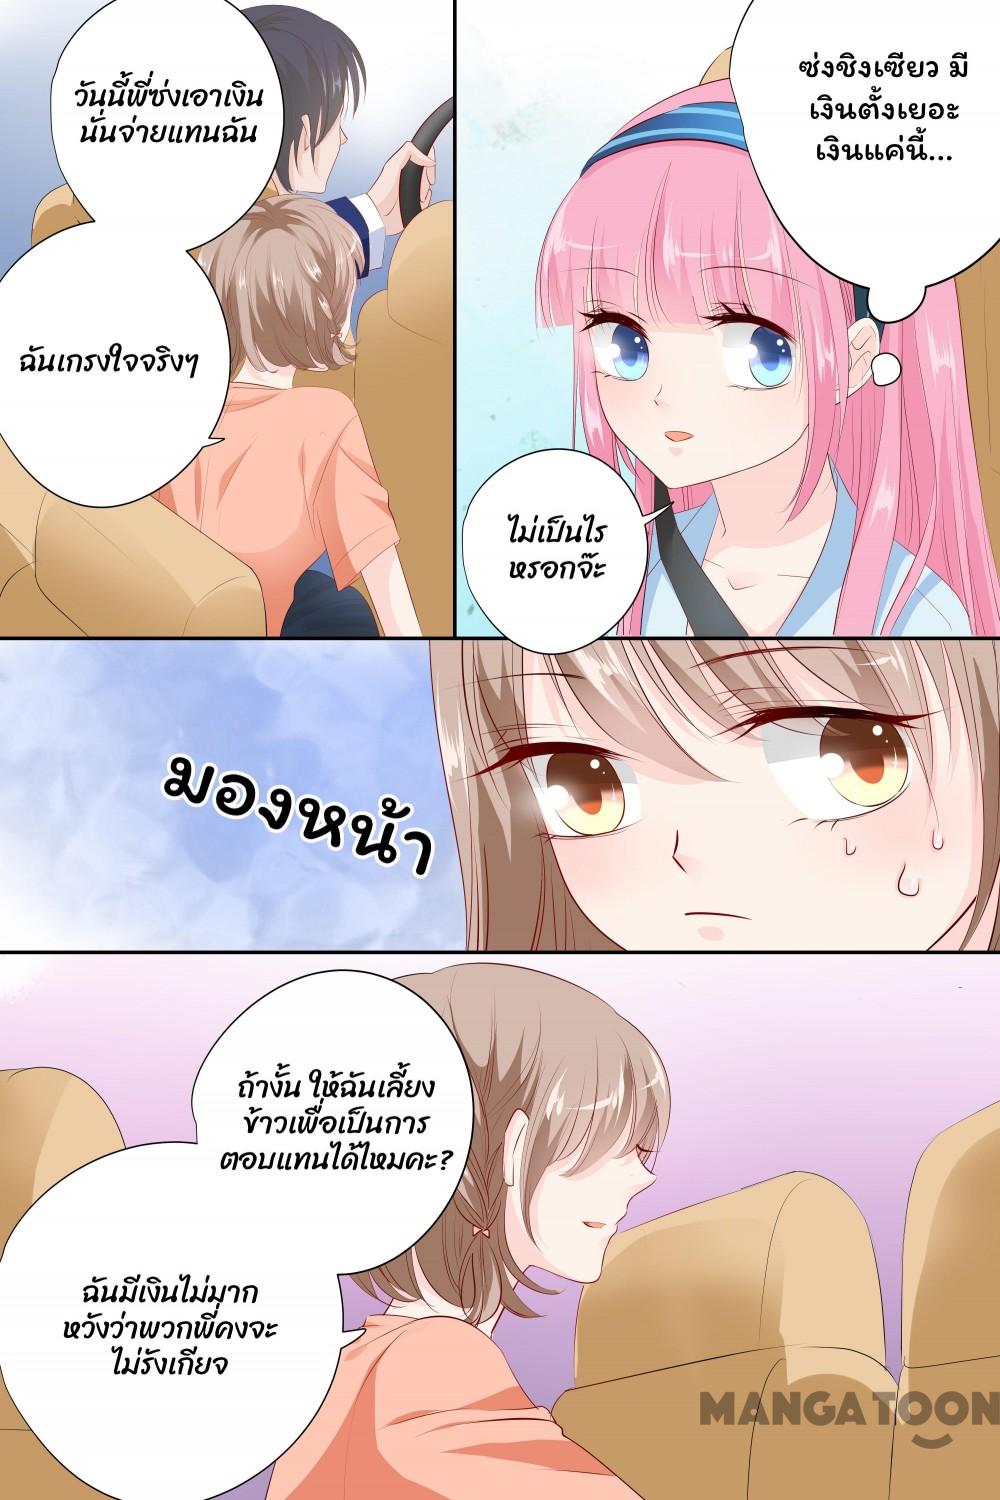 วันนี้พี่ซ่งเอาเงิน
นั่นจ่ายแทนฉัน
ฉันเกรงใจจริงๆ
ซ่งชิงเซียว มี
เงินตั้งเยอะ
เงินแค่นี้...
ไม่เป็นไร
หรอกจ๊ะ
มองหน้า
ถ้างั้น ให้ฉันเลี้ยง
ข้าวเพื่อเป็นการ
ตอบแทนได้ไหมคะ?
ฉันมีเงินไม่มาก
หวังว่าพวกพี่คงจะ
ไม่รังเกียจ
MANGATOON